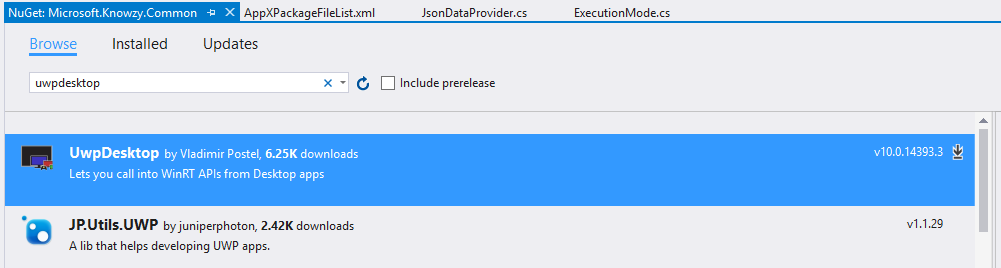 NuGet: Microsoft.Knowzy.Common AppXPackageFileList.xml JsonDataProvider.cs ExecutionMode.cs
Browse Installed Updates
uwpdesktop Include prerelease
UwpDesktop by Vladimir Postel, 6.25K downloads v10.0.14393.3
Lets you call into WinRT APIs from Desktop apps
JP.Utils.UWP by juniperphoton, 2.42K downloads v1.1.29
A lib that helps developing UWP apps.